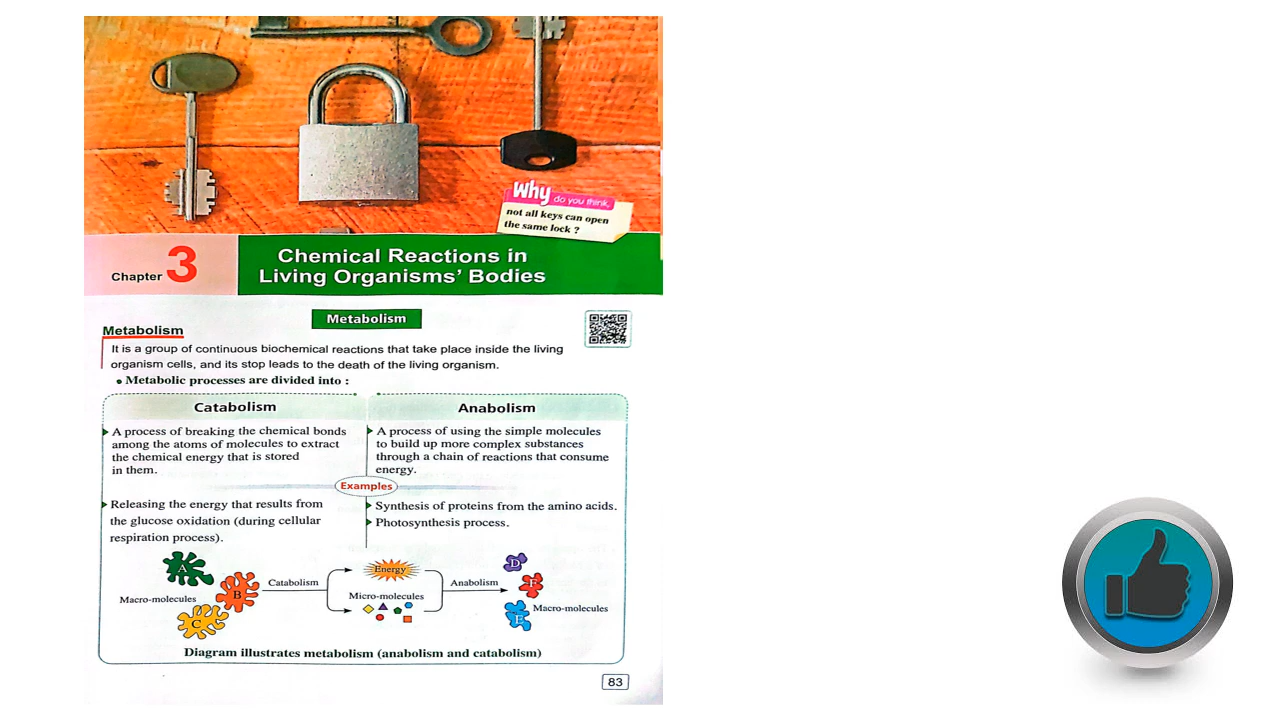 Why do you think,
not all keys can open
the same lock ?
Chapter 3
Chemical Reactions in
Living Organisms' Bodies
Metabolism
Metabolism
It is a group of continuous biochemical reactions that take place inside the living
organism cells, and its stop leads to the death of the living organism.
• Metabolic processes are divided into :
Catabolism
A process of breaking the chemical bonds
among the atoms of molecules to extract
the chemical energy that is stored
in them.
Anabolism
A process of using the simple molecules
to build up more complex substances
through a chain of reactions that consume
energy.
Examples
Releasing the energy that results from
the glucose oxidation (during cellular
respiration process).
Synthesis of proteins from the amino acids.
Photosynthesis process.
A
B
C
Macro-molecules
Catabolism
Energy
Micro-molecules
Anabolism
D
E
Macro-molecules
Diagram illustrates metabolism (anabolism and catabolism)
83